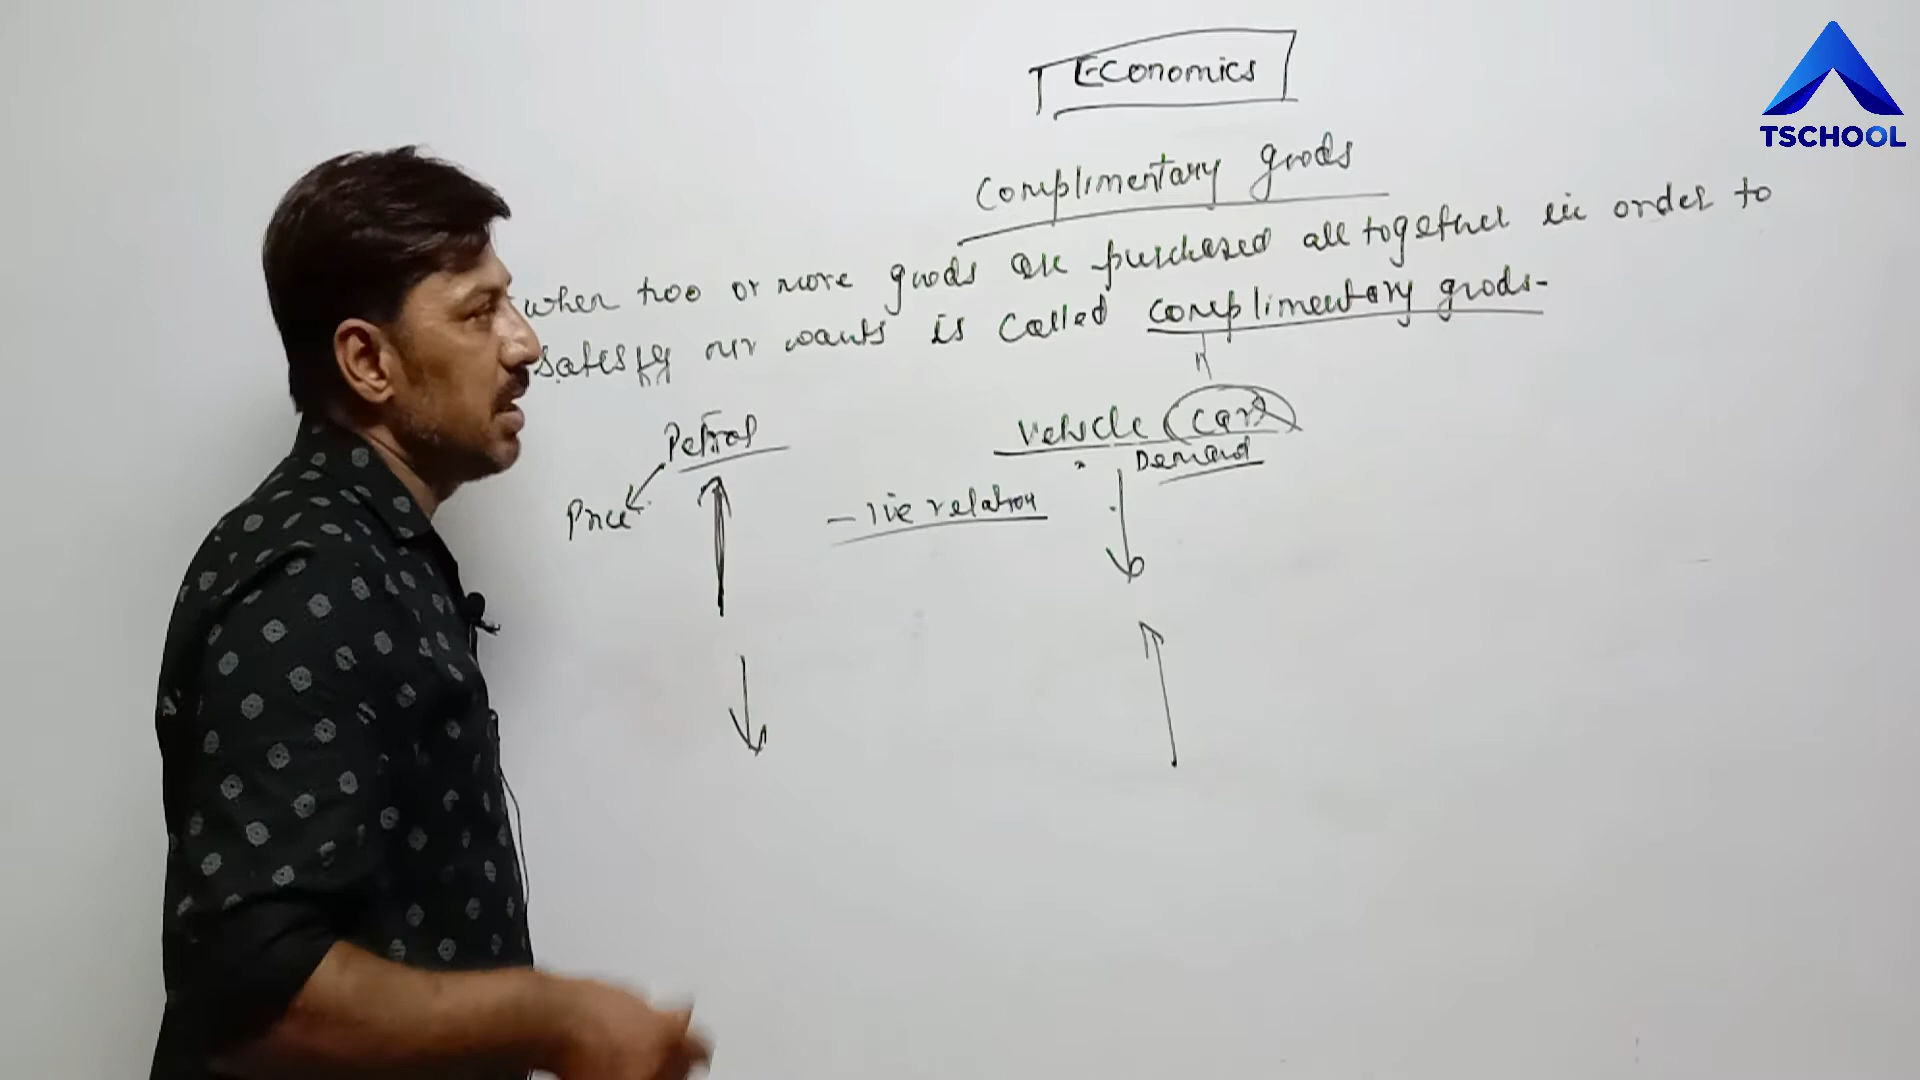 Economics
TSCHOOL
Complimentary goods
when two or more goods are purchased all together in order to
satisfy our wants is called complimentary goods-
Petrol
Vehicle Car
Demand
Price
-ive relation